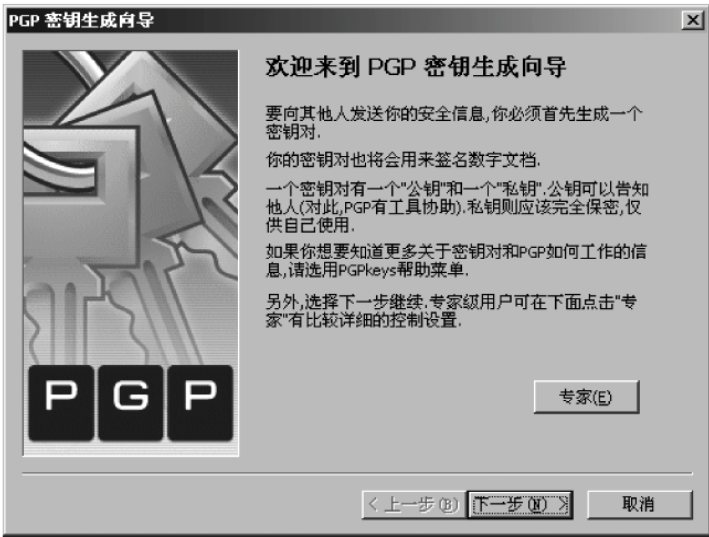 PGP 密钥生成向导
欢迎来到 PGP 密钥生成向导
要向其他人发送你的安全信息,你必须首先生成一个
密钥对.
你的密钥对也将会用来签名数字文档.
一个密钥对有一个"公钥"和一个"私钥".公钥可以告知
他人(对此,PGP有工具协助).私钥则应该完全保密,仅
供自己使用.
如果你想要知道更多关于密钥对和PGP如何工作的信
息,请选用PGPkeys帮助菜单.
另外,选择下一步继续.专家级用户可在下面点击"专
家"有比较详细的控制设置.
PGP
专家(E)
< 上一步(B) 下一步(N) > 取消